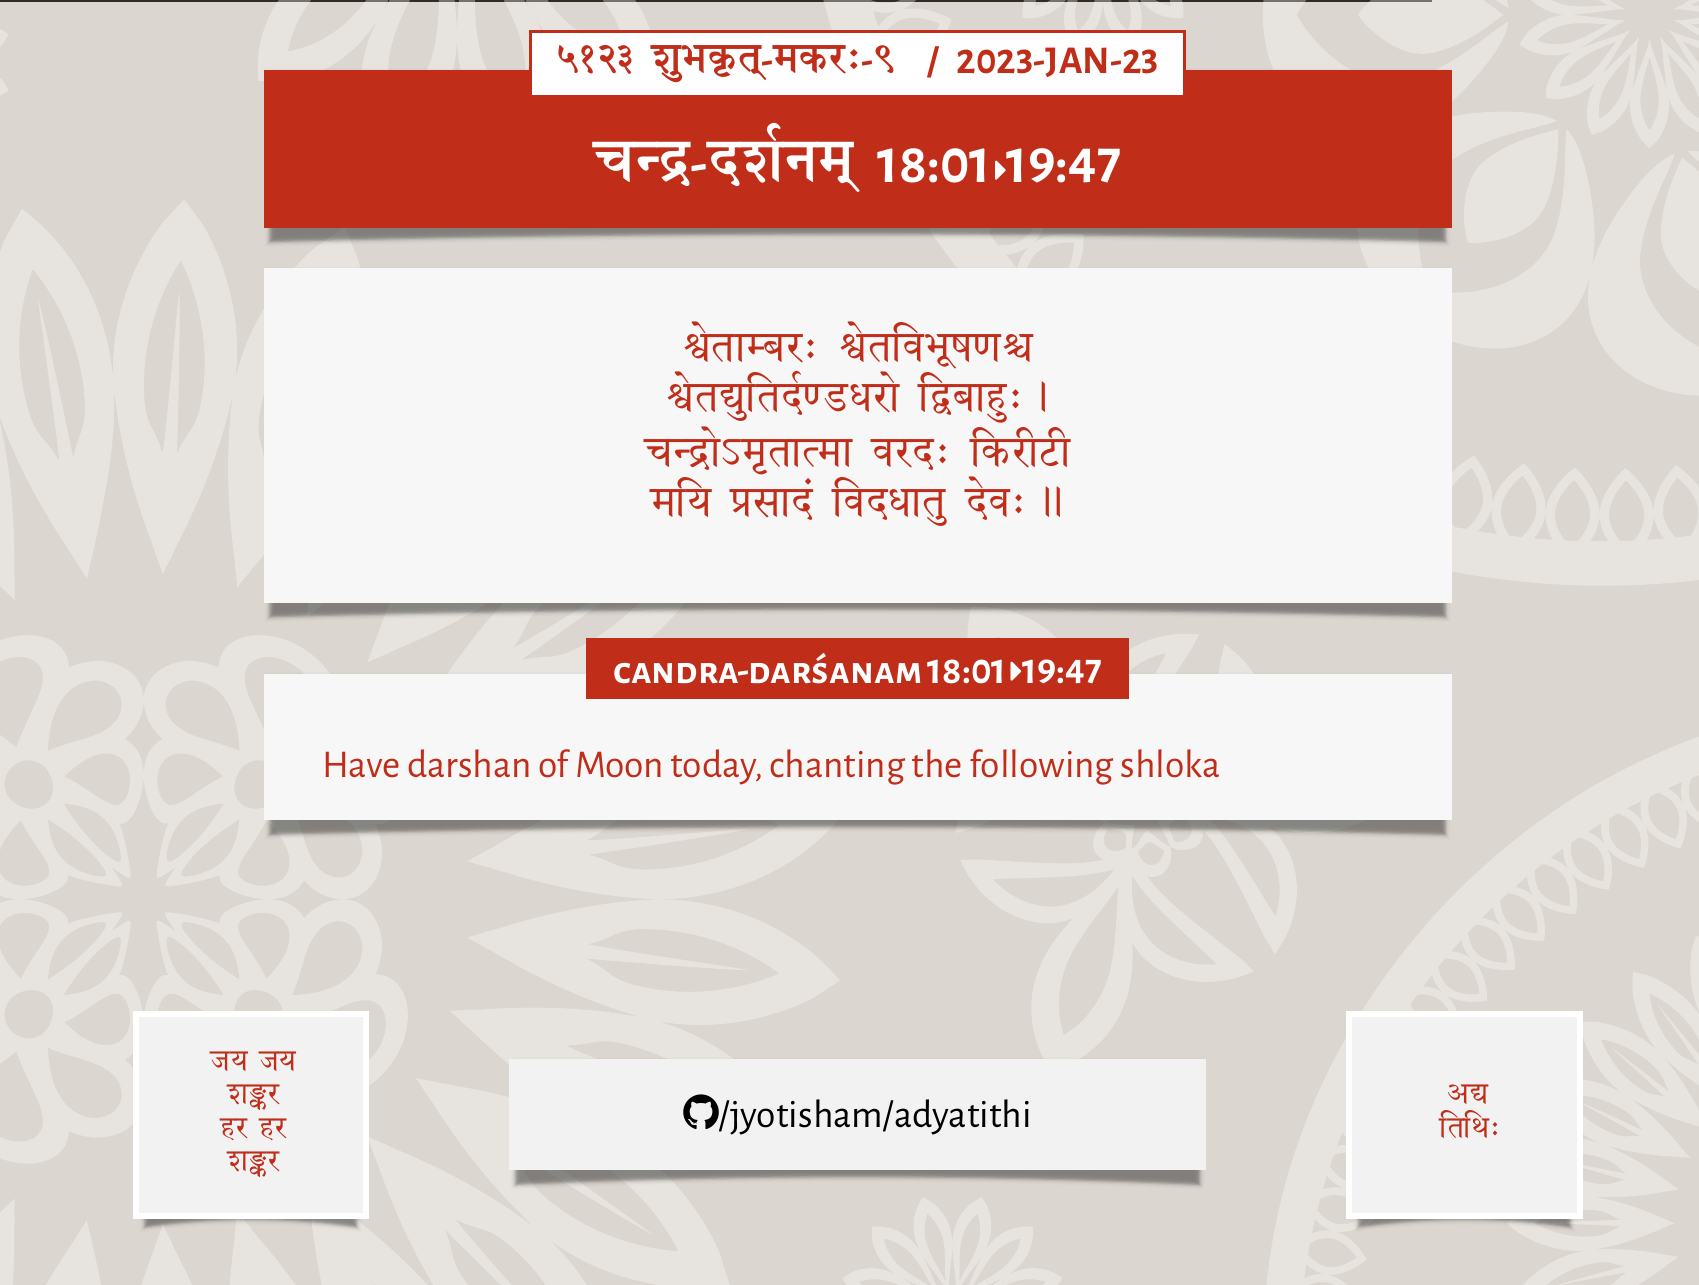 ५१२३ शुभकृत्-मकरः-९ / 2023-JAN-23
चन्द्र-दर्शनम् 18:01▸19:47
श्वेताम्बरः श्वेतविभूषणश्च
श्वेतद्युतिर्दण्डधरो द्विबाहुः ।
चन्द्रोऽमृतात्मा वरदः किरीटी
मयि प्रसादं विदधातु देवः ॥
CANDRA-DARŚANAM 18:01▸19:47
Have darshan of Moon today, chanting the following shloka
जय जय
शङ्कर
हर हर
शङ्कर
/jyotisham/adyatithi
अद्य
तिथिः